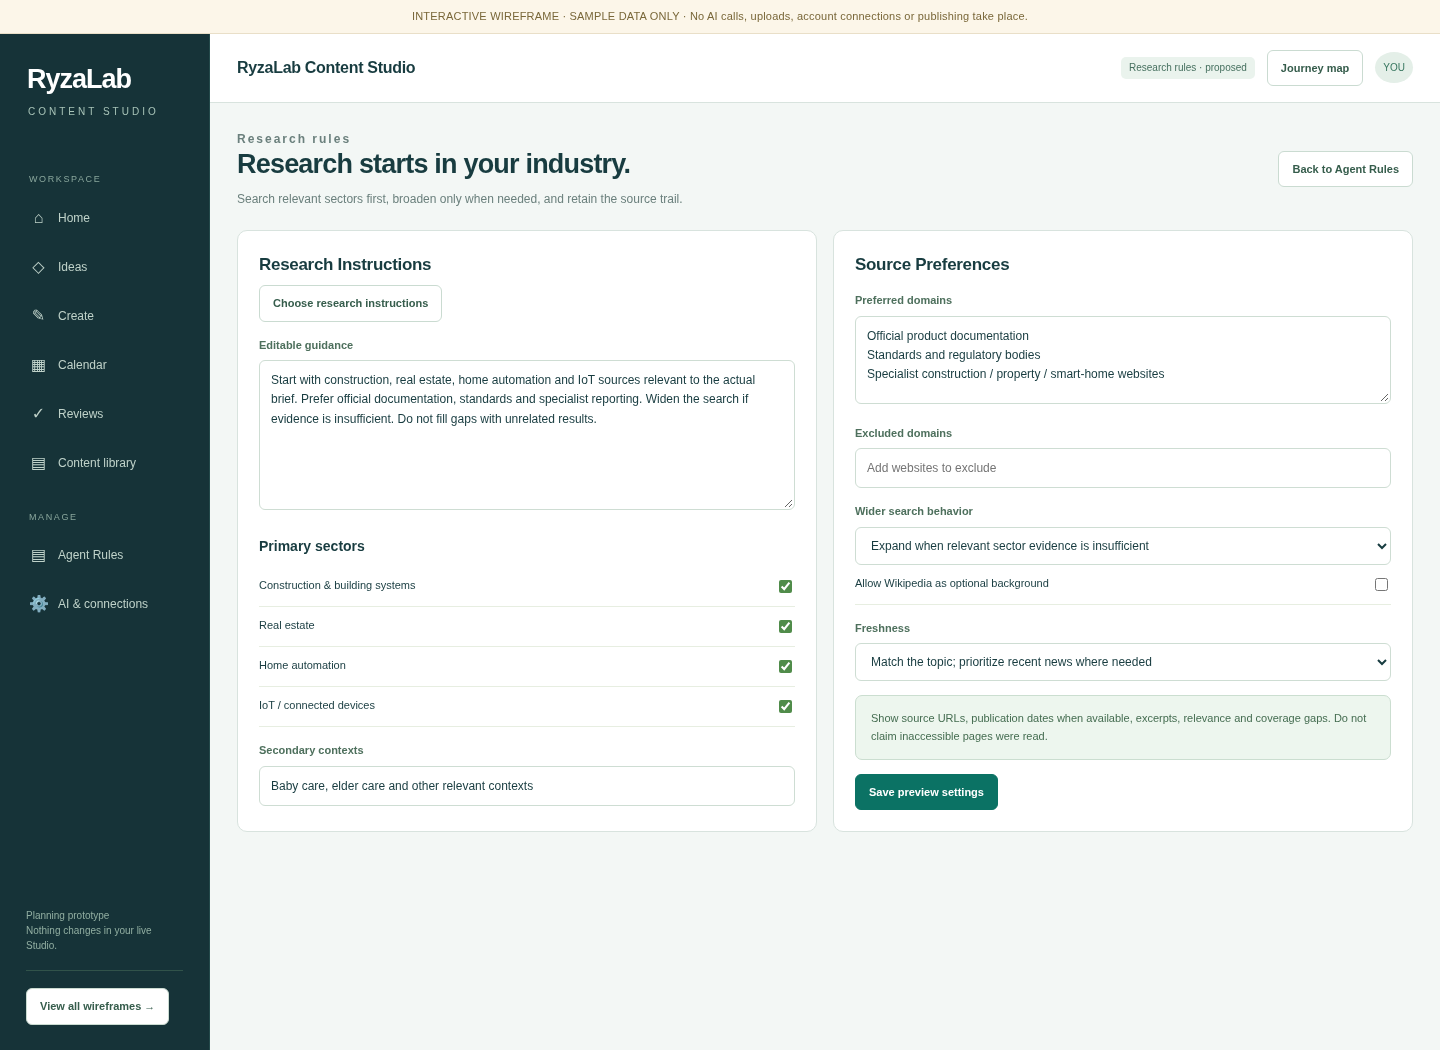 INTERACTIVE WIREFRAME · SAMPLE DATA ONLY · No AI calls, uploads, account connections or publishing take place.
RyzaLab
CONTENT STUDIO
WORKSPACE
Home
Ideas
Create
Calendar
Reviews
Content library
MANAGE
Agent Rules
AI & connections
Planning prototype
Nothing changes in your live
Studio.
View all wireframes →
RyzaLab Content Studio
Research rules · proposed
Journey map
YOU
Research rules
Research starts in your industry.
Search relevant sectors first, broaden only when needed, and retain the source trail.
Back to Agent Rules
Research Instructions
Choose research instructions
Editable guidance
Start with construction, real estate, home automation and IoT sources relevant to the actual
brief. Prefer official documentation, standards and specialist reporting. Widen the search if
evidence is insufficient. Do not fill gaps with unrelated results.
Primary sectors
Construction & building systems
Real estate
Home automation
IoT / connected devices
Secondary contexts
Baby care, elder care and other relevant contexts
Source Preferences
Preferred domains
Official product documentation
Standards and regulatory bodies
Specialist construction / property / smart-home websites
Excluded domains
Add websites to exclude
Wider search behavior
Expand when relevant sector evidence is insufficient
Allow Wikipedia as optional background
Freshness
Match the topic; prioritize recent news where needed
Show source URLs, publication dates when available, excerpts, relevance and coverage gaps. Do not
claim inaccessible pages were read.
Save preview settings